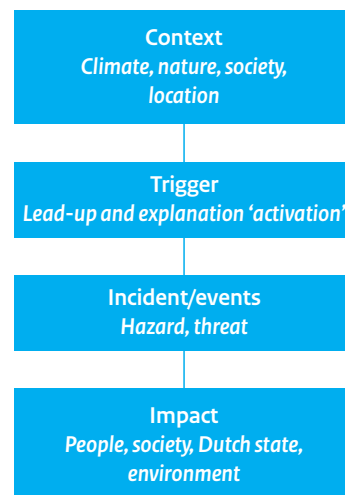 Context
Climate, nature, society,
location
Trigger
Lead-up and explanation ‘activation’
Incident/events
Hazard, threat
Impact
People, society, Dutch state,
environment